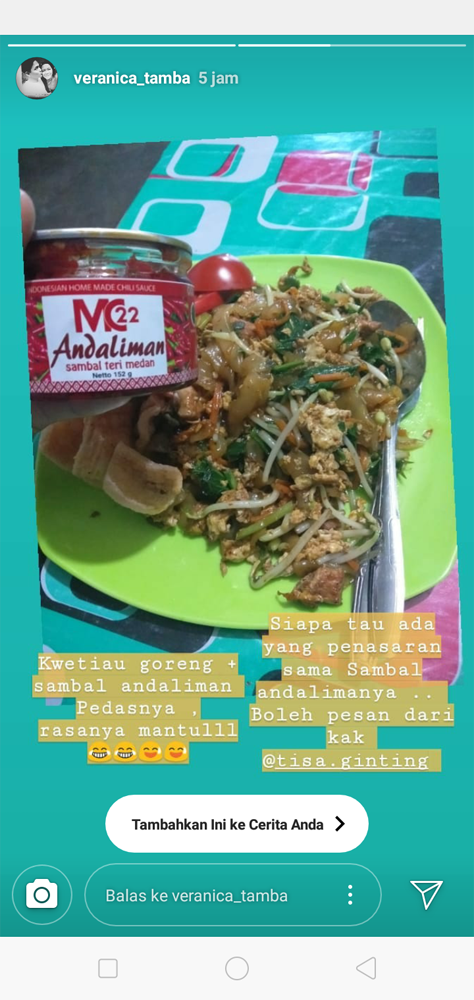 veranica_tamba 5 jam
INDONESIAN HOME MADE CHILI SAUCE
MC22
Andaliman
sambal teri medan
Netto 152 g
Kwetiau goreng +
sambal andaliman
Pedasnya ,
rasanya mantulll
😂😂😄😄
Siapa tau ada
yang penasaran
sama Sambal
andalimanya ..
Boleh pesan dari
kak
@tisa.ginting
Tambahkan Ini ke Cerita Anda
Balas ke veranica_tamba